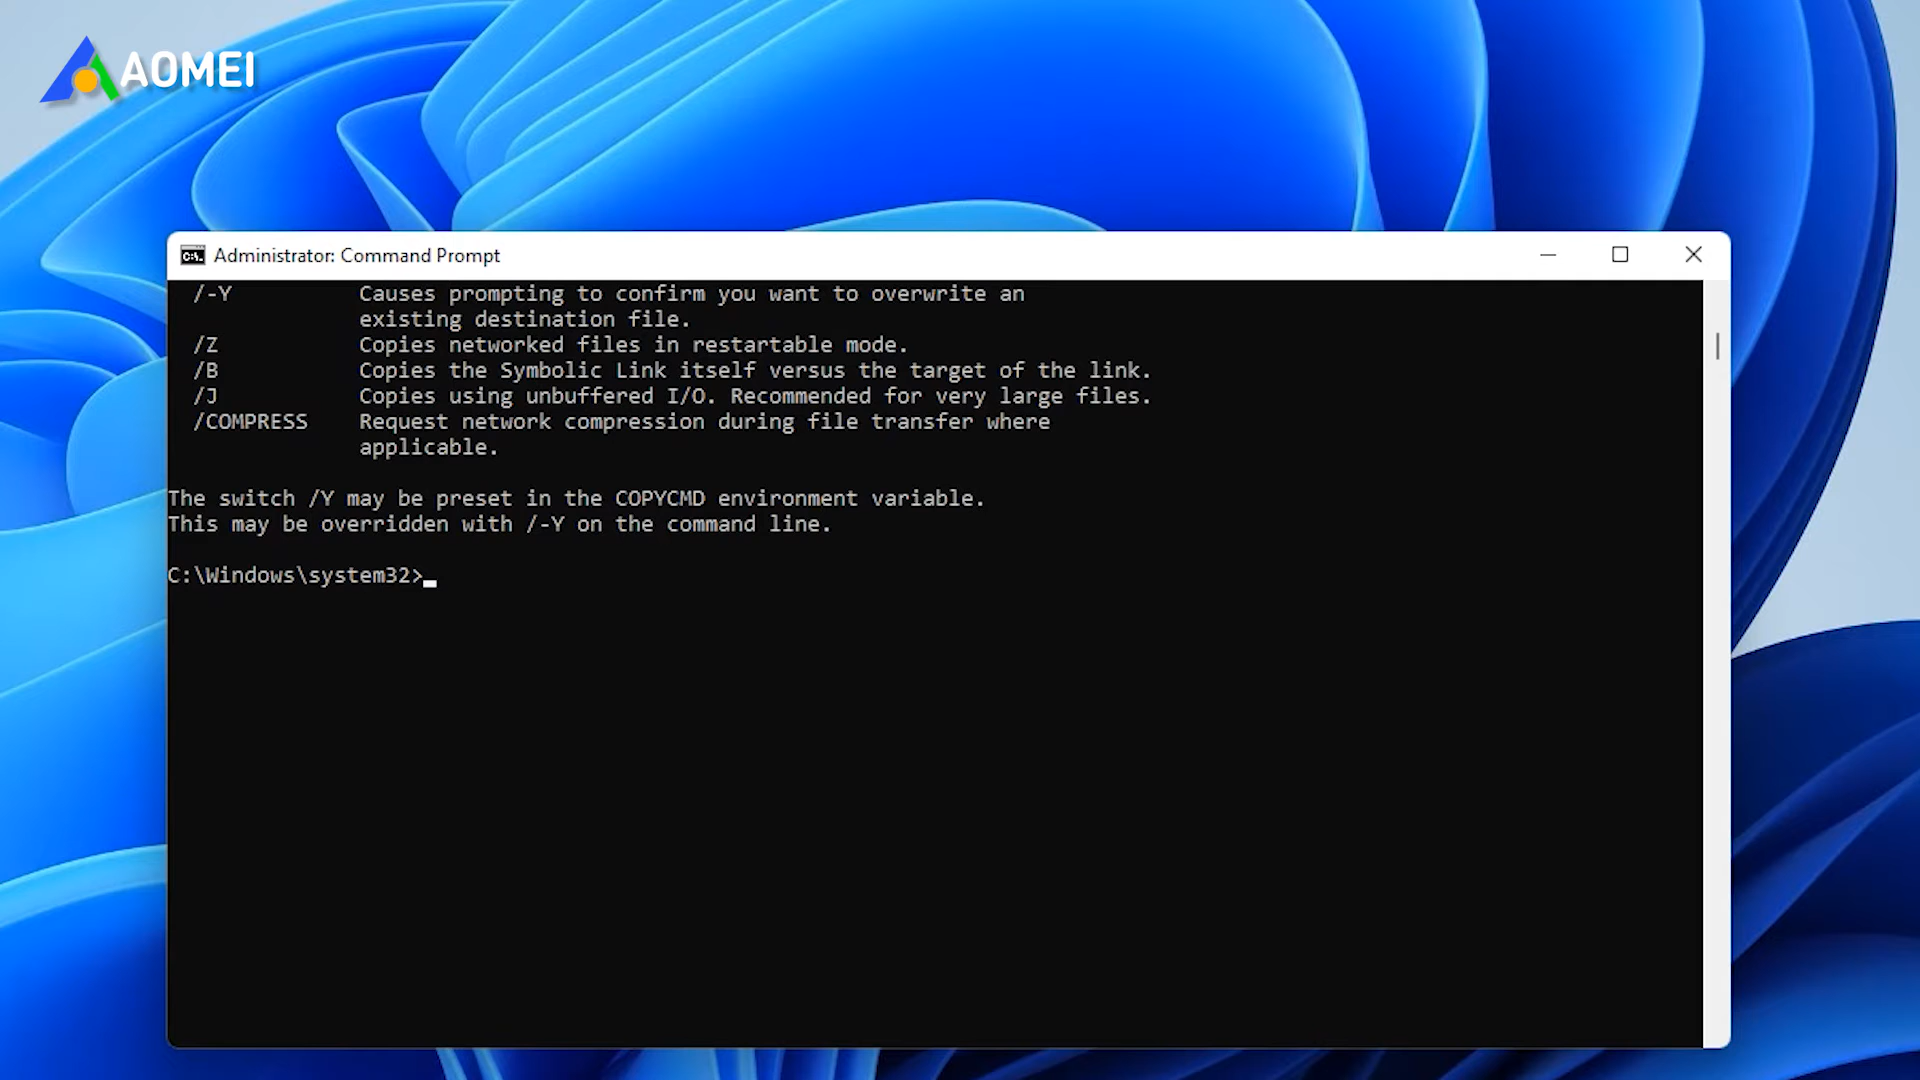 AOMEI
Administrator: Command Prompt
/-Y Causes prompting to confirm you want to overwrite an
existing destination file.
/Z Copies networked files in restartable mode.
/B Copies the Symbolic Link itself versus the target of the link.
/J Copies using unbuffered I/O. Recommended for very large files.
/COMPRESS Request network compression during file transfer where
applicable.
The switch /Y may be preset in the COPYCMD environment variable.
This may be overridden with /-Y on the command line.
C:\Windows\system32>